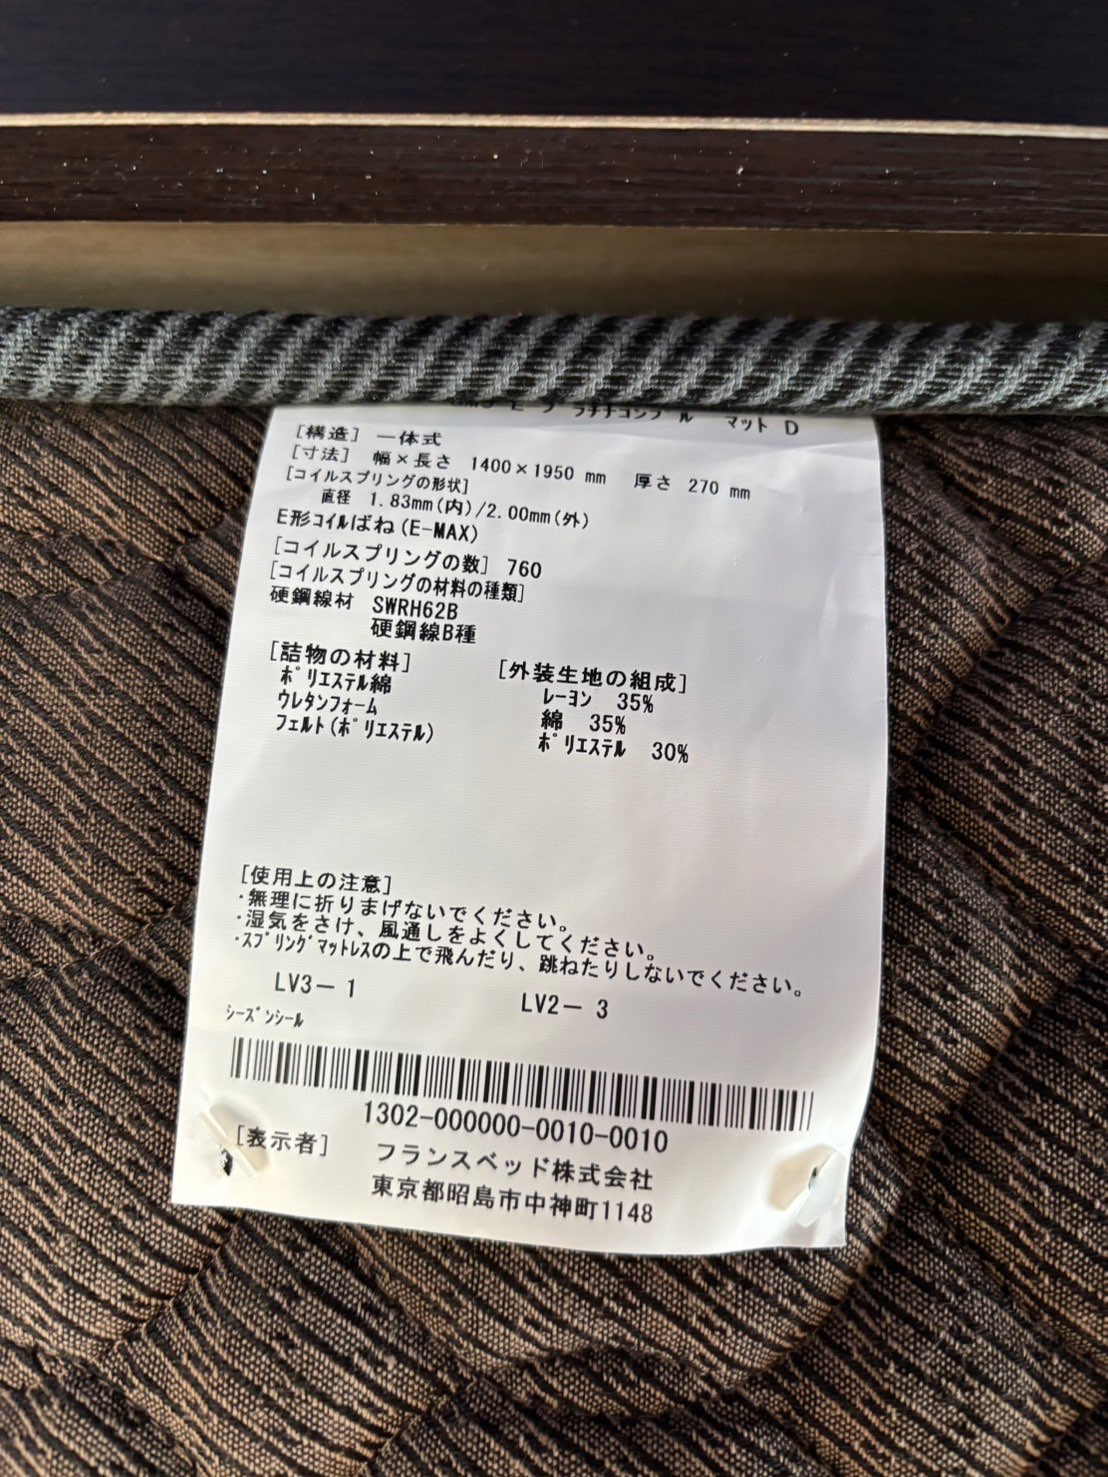 マット D
[構造] 一体式
[寸法] 幅×長さ 1400×1950 mm 厚さ 270 mm
[コイルスプリングの形状]
直径 1.83mm(内)/2.00mm(外)
E形コイルばね(E-MAX)
[コイルスプリングの数] 760
[コイルスプリングの材料の種類]
硬鋼線材 SWRH62B
硬鋼線B種
[詰物の材料]
ポリエステル綿
ウレタンフォーム
フェルト(ポリエステル)
[外装生地の組成]
レーヨン 35%
綿 35%
ポリエステル 30%
[使用上の注意]
・無理に折りまげないでください。
・湿気をさけ、風通しをよくしてください。
・スプリングマットレスの上で飛んだり、跳ねたりしないでください。
LV3－1 LV2－3
シーズンシール
1302-000000-0010-0010
[表示者] フランスベッド株式会社
東京都昭島市中神町1148